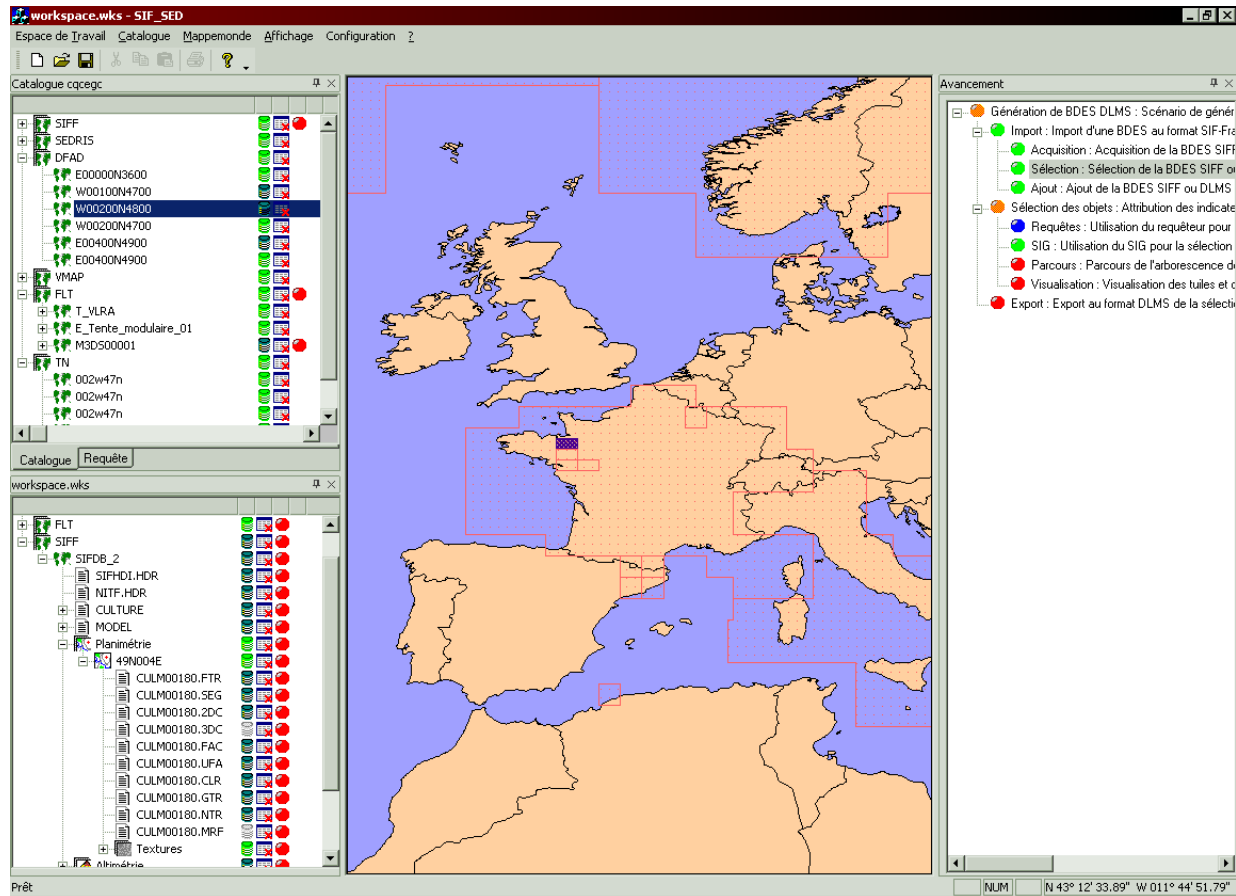 workspace.wks - SIF_SED
Espace de Travail Catalogue Mappemonde Affichage Configuration ?
Catalogue cqcegc
SIFF
SEDRIS
DFAD
E00000N3600
W00100N4700
W00200N4800
W00200N4700
E00400N4900
E00400N4900
VMAP
FLT
T_VLRA
E_Tente_modulaire_01
M3DS00001
TN
002w47n
002w47n
002w47n
Catalogue Requête
workspace.wks
FLT
SIFF
SIFDB_2
SIFHDI.HDR
NITF.HDR
CULTURE
MODEL
Planimétrie
49N004E
CULM00180.FTR
CULM00180.SEG
CULM00180.2DC
CULM00180.3DC
CULM00180.FAC
CULM00180.UFA
CULM00180.CLR
CULM00180.GTR
CULM00180.NTR
CULM00180.MRF
Textures
Altimétrie
Avancement
Génération de BDES DLMS : Scénario de génér
Import : Import d'une BDES au format SIF-Fra
Acquisition : Acquisition de la BDES SIFF
Sélection : Sélection de la BDES SIFF ou
Ajout : Ajout de la BDES SIFF ou DLMS
Sélection des objets : Attribution des indicate
Requêtes : Utilisation du requêteur pour
SIG : Utilisation du SIG pour la sélection
Parcours : Parcours de l'arborescence de
Visualisation : Visualisation des tuiles et d
Export : Export au format DLMS de la sélecti
Prêt
NUM
N 43° 12' 33.89" W 011° 44' 51.79"